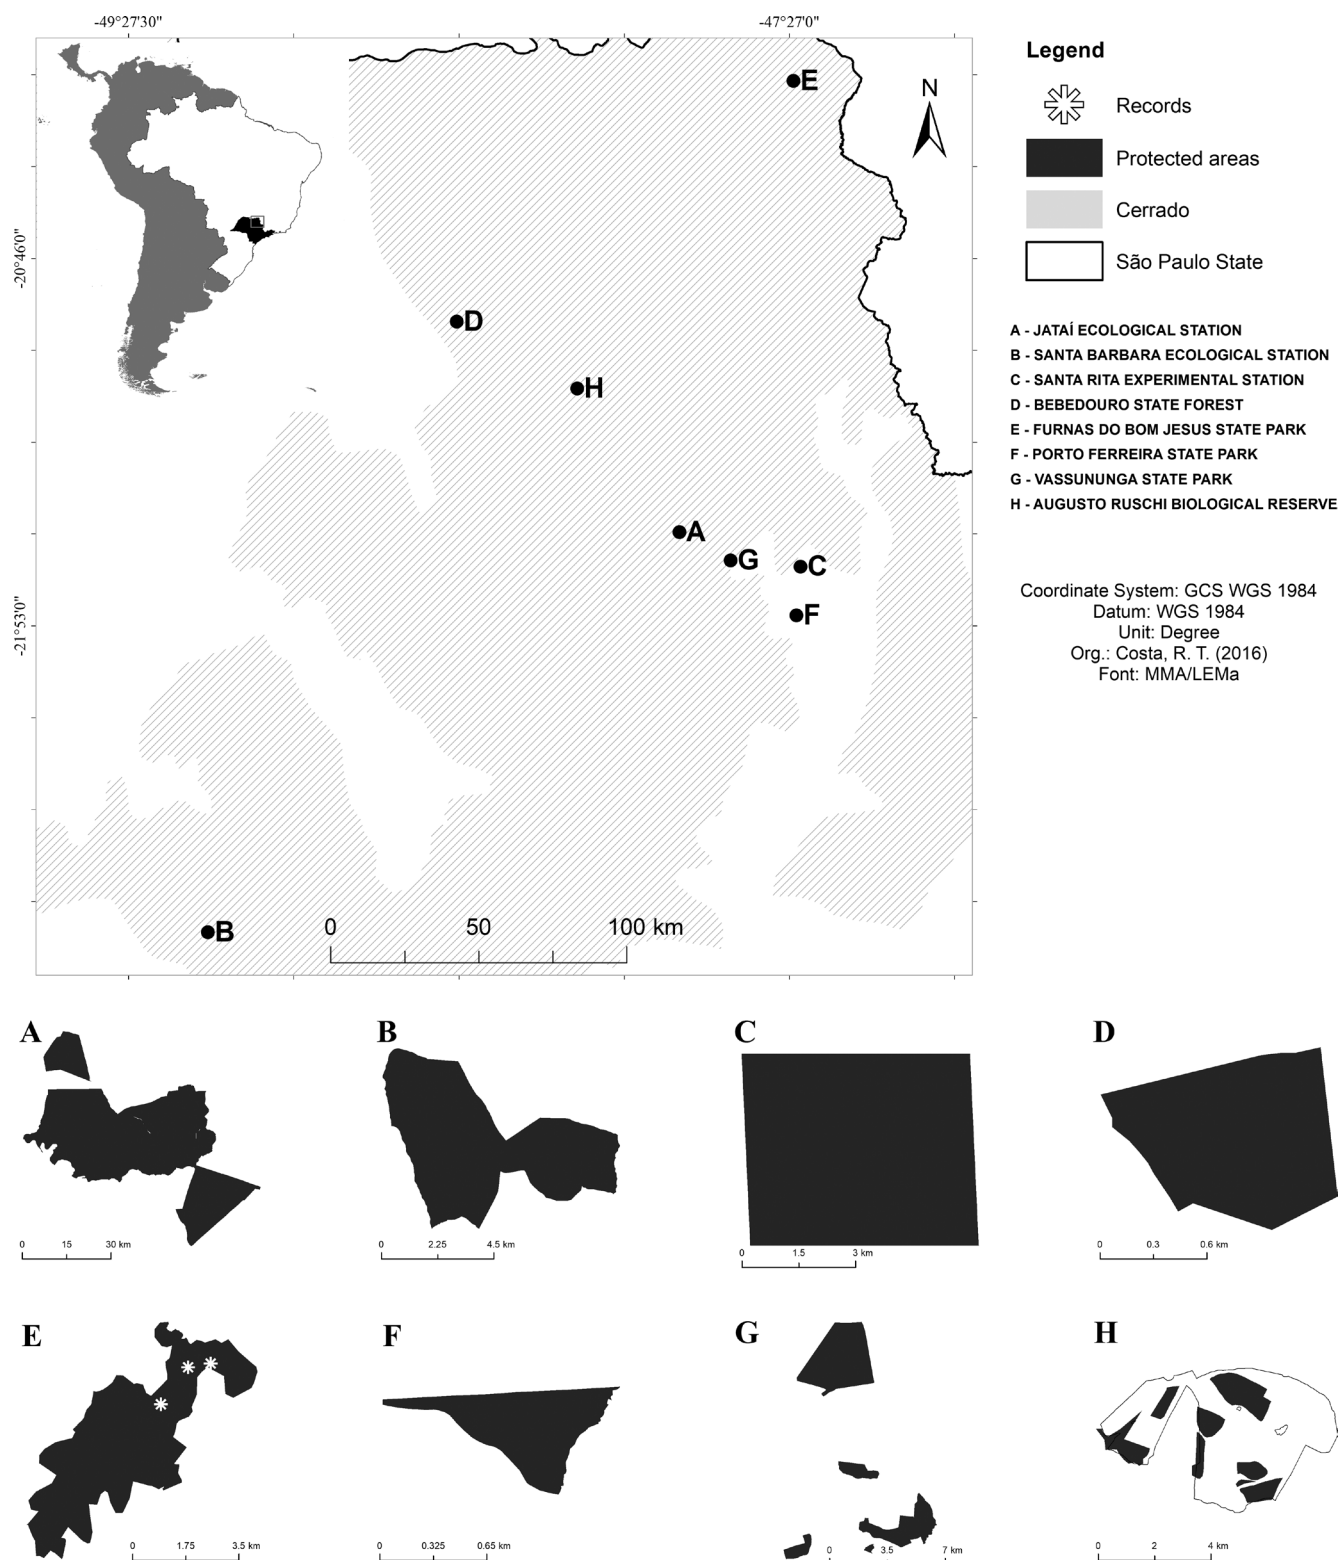 -49°27'30"
-47°27'0"
-20°46'0"
-21°53'0"
E
N
D
H
A
G
C
F
B
0 50 100 km
Legend
Records
Protected areas
Cerrado
São Paulo State
A - JATAÍ ECOLOGICAL STATION
B - SANTA BARBARA ECOLOGICAL STATION
C - SANTA RITA EXPERIMENTAL STATION
D - BEBEDOURO STATE FOREST
E - FURNAS DO BOM JESUS STATE PARK
F - PORTO FERREIRA STATE PARK
G - VASSUNUNGA STATE PARK
H - AUGUSTO RUSCHI BIOLOGICAL RESERVE
Coordinate System: GCS WGS 1984
Datum: WGS 1984
Unit: Degree
Org.: Costa, R. T. (2016)
Font: MMA/LEMa
A
0 15 30 km
B
0 2.25 4.5 km
C
0 1.5 3 km
D
0 0.3 0.6 km
E
0 1.75 3.5 km
F
0 0.325 0.65 km
G
0 3.5 7 km
H
0 2 4 km